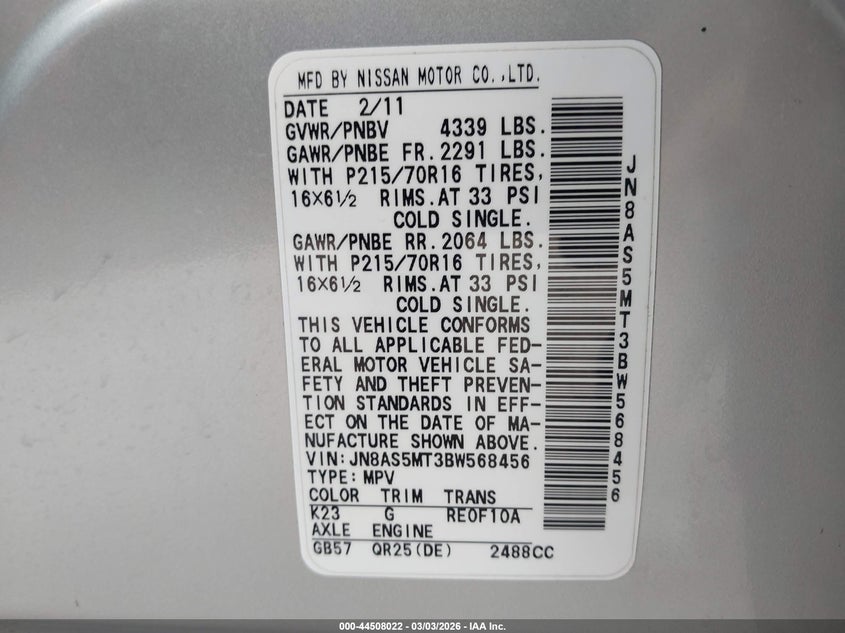 MFD BY NISSAN MOTOR CO.,LTD.
DATE 2/11
GVWR/PNBV 4339 LBS.
GAWR/PNBE FR. 2291 LBS.
WITH P215/70R16 TIRES,
16X6½ RIMS.AT 33 PSI
COLD SINGLE.
GAWR/PNBE RR. 2064 LBS.
WITH P215/70R16 TIRES,
16X6½ RIMS.AT 33 PSI
COLD SINGLE.
THIS VEHICLE CONFORMS
TO ALL APPLICABLE FED-
ERAL MOTOR VEHICLE SA-
FETY AND THEFT PREVEN-
TION STANDARDS IN EFF-
ECT ON THE DATE OF MA-
NUFACTURE SHOWN ABOVE.
VIN:JN8AS5MT3BW568456
TYPE:MPV
COLOR TRIM TRANS
K23 G RE0F10A
AXLE ENGINE
GB57 QR25(DE) 2488CC
JN8AS5MT3BW568456
000-44508022 - 03/03/2026 - IAA Inc.